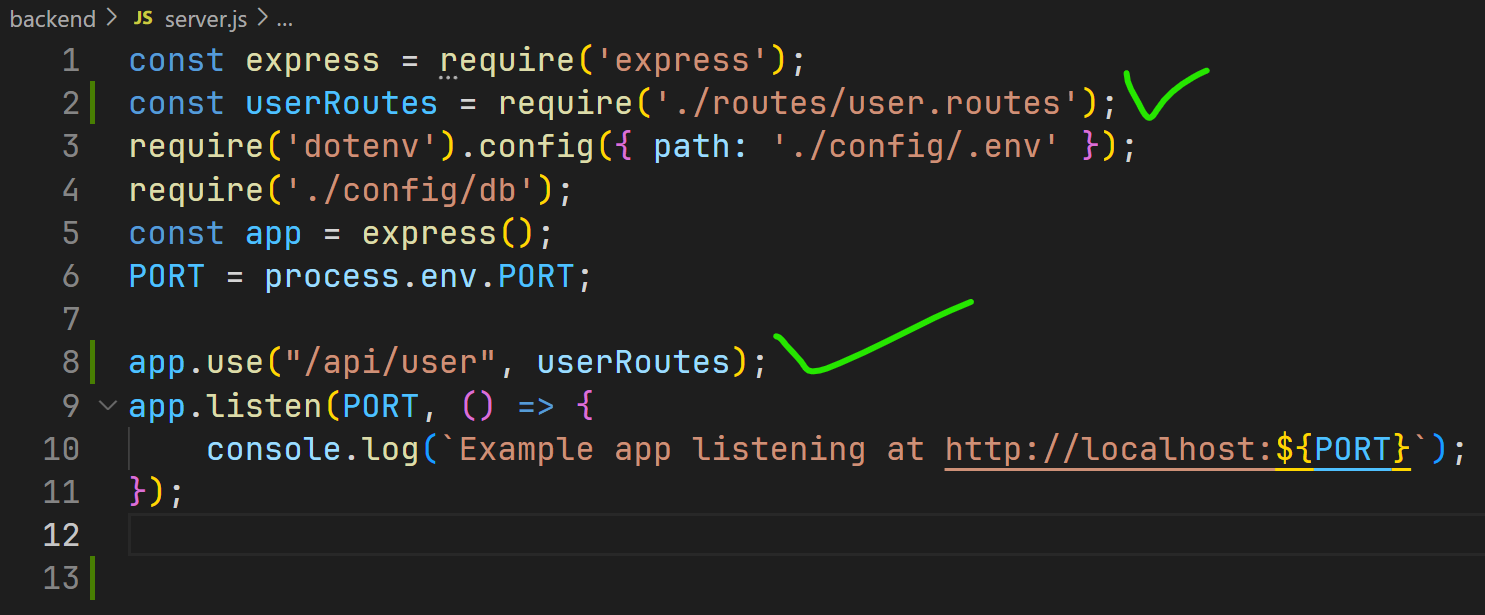 backend > JS server.js > ...
1 const express = require('express');
2 const userRoutes = require('./routes/user.routes');
3 require('dotenv').config({ path: './config/.env' });
4 require('./config/db');
5 const app = express();
6 PORT = process.env.PORT;
7
8 app.use("/api/user", userRoutes);
9 app.listen(PORT, () => {
10     console.log(`Example app listening at http://localhost:${PORT}`);
11 });
12
13